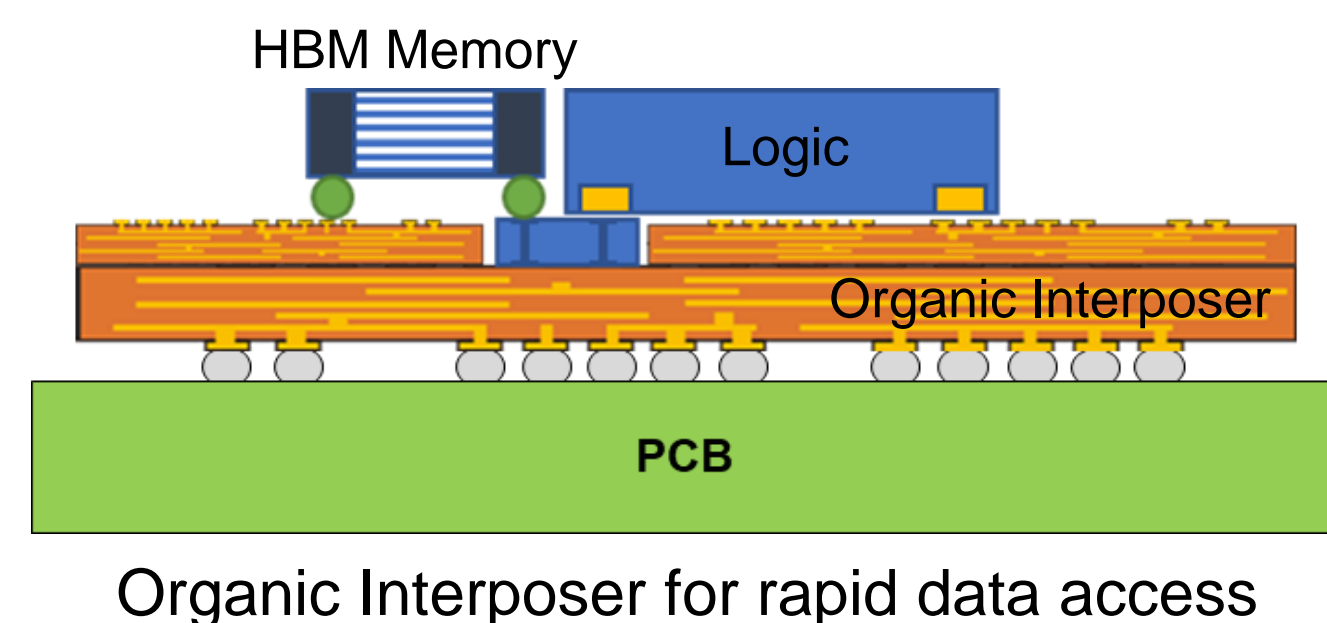 HBM Memory
Logic
Organic Interposer
PCB
Organic Interposer for rapid data access